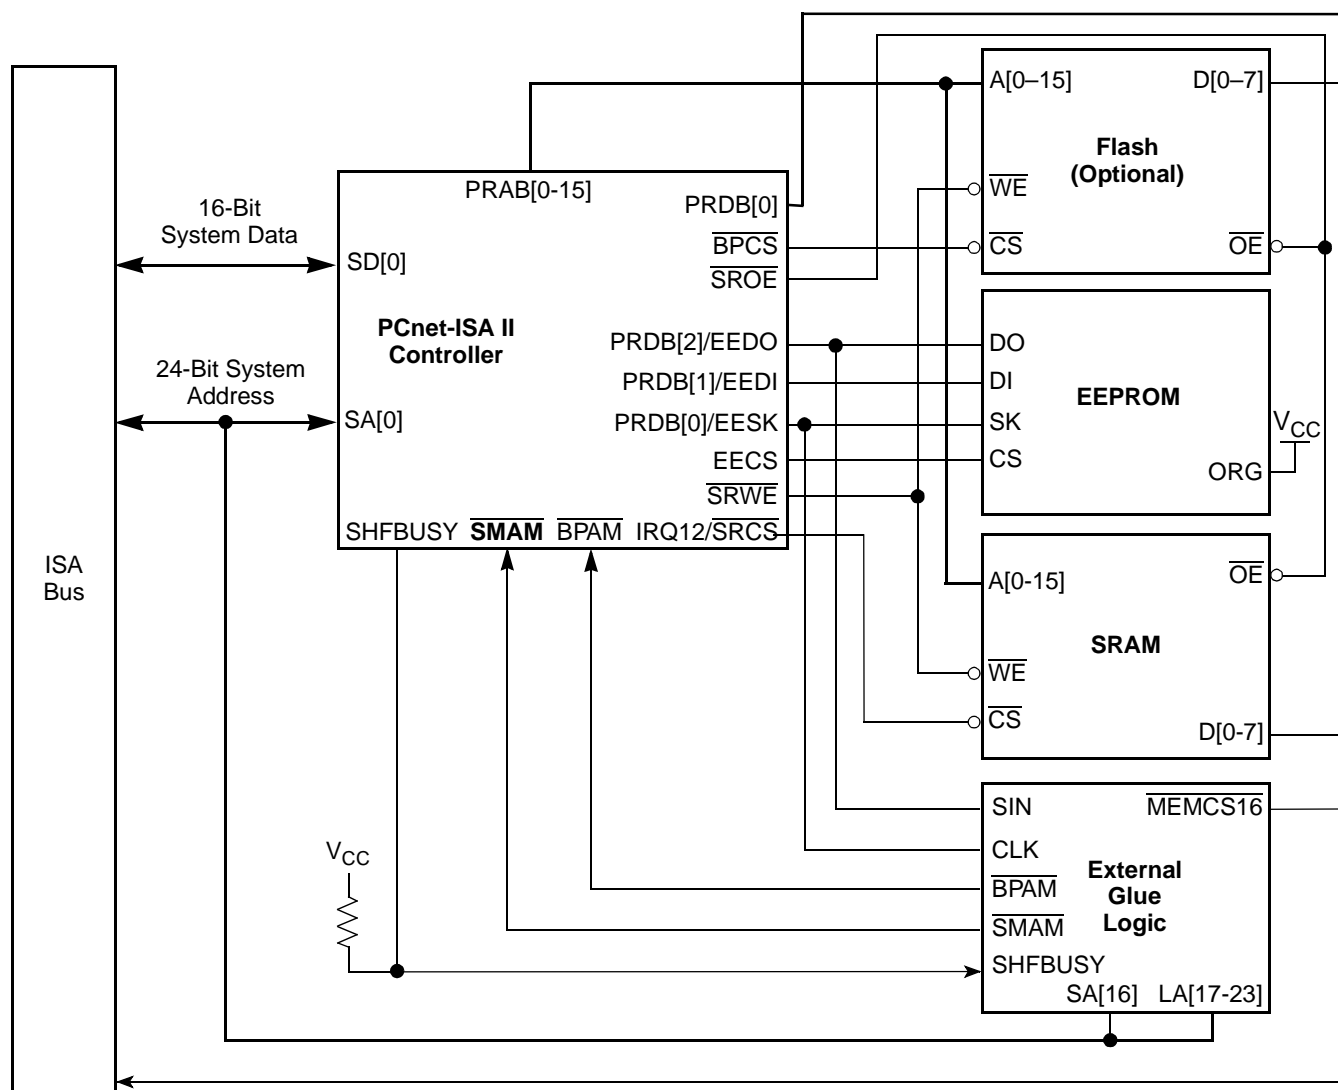 ISA
Bus
16-Bit
System Data
24-Bit System
Address
PRAB[0-15]
PRDB[0]
BPCS
SROE
SD[0]
PCnet-ISA II
Controller
PRDB[2]/EEDO
PRDB[1]/EEDI
SA[0]
PRDB[0]/EESK
EECS
SRWE
SHFBUSY SMAM BPAM IRQ12/SRCS
A[0–15] D[0–7]
Flash
(Optional)
WE
CS OE
DO
DI
EEPROM
SK
CS
VCC
ORG
A[0-15] OE
SRAM
WE
CS
D[0-7]
SIN MEMCS16
CLK
External
Glue
Logic
BPAM
SMAM
SHFBUSY
SA[16] LA[17-23]
VCC